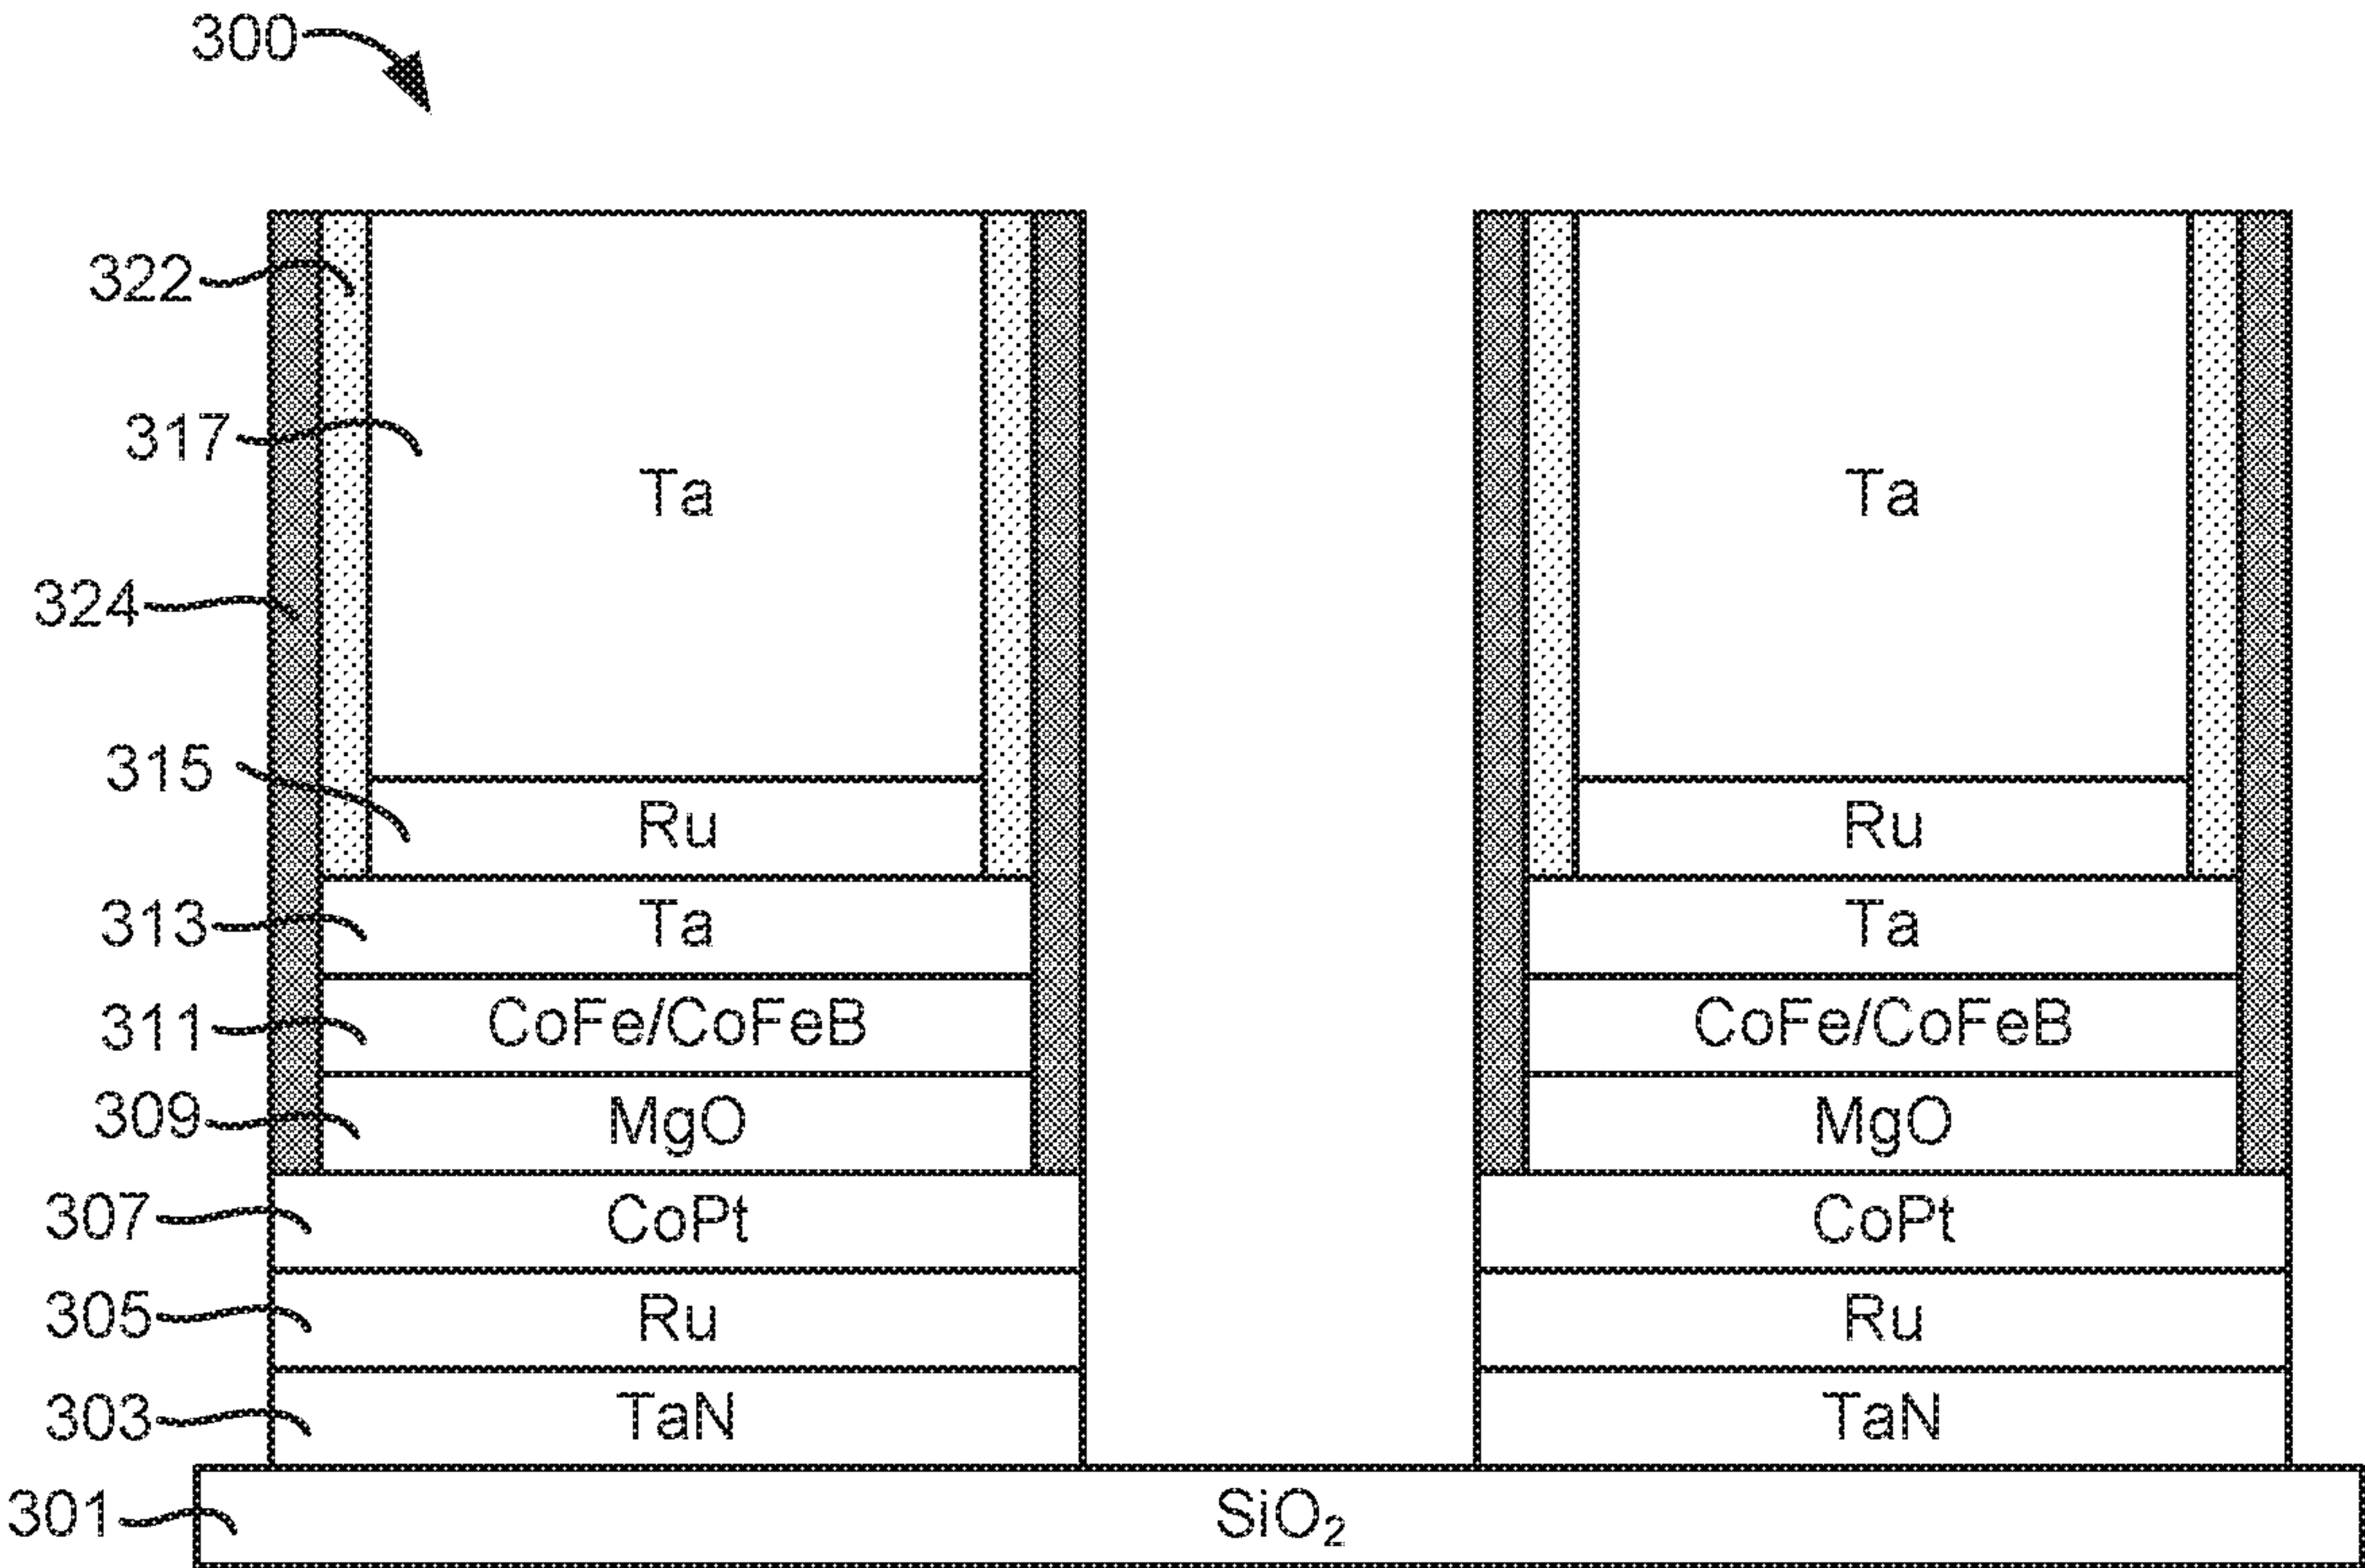 300
322
317
Ta
Ta
324
315
Ru
Ru
313
Ta
Ta
311
CoFe/CoFeB
CoFe/CoFeB
309
MgO
MgO
307
CoPt
CoPt
305
Ru
Ru
303
TaN
TaN
301
SiO₂